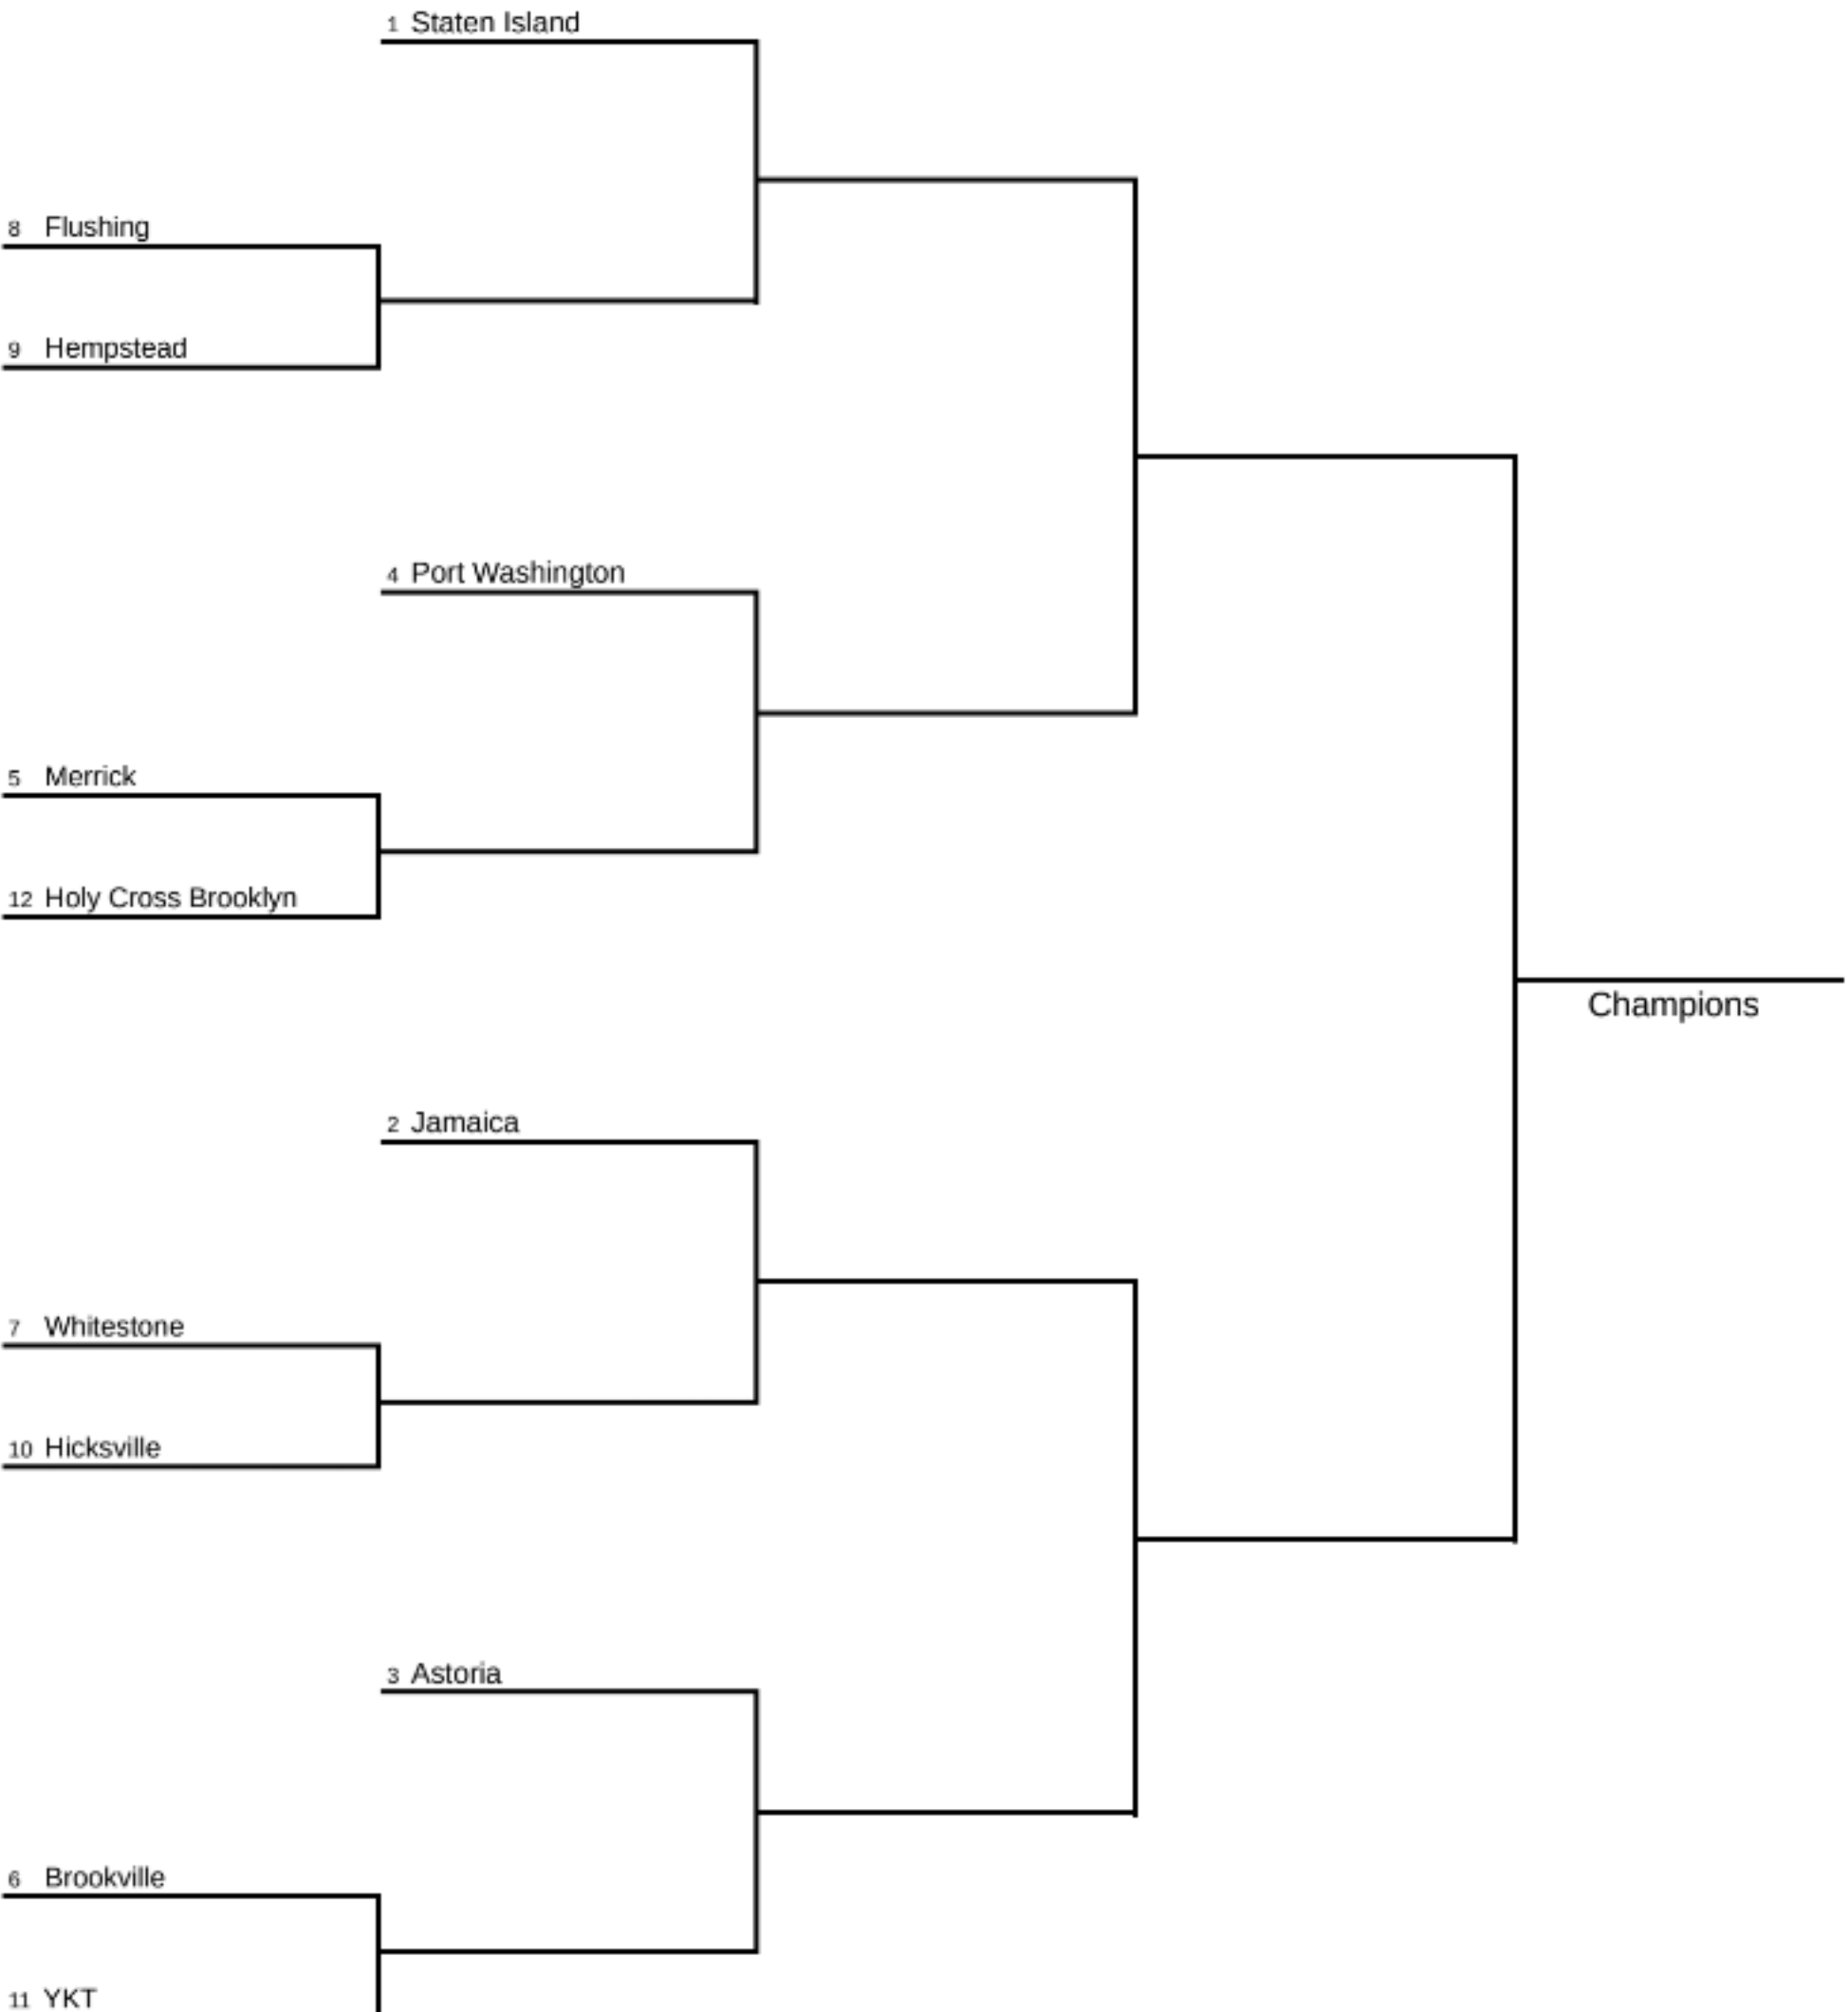 1 Staten Island
8 Flushing
9 Hempstead
4 Port Washington
5 Merrick
12 Holy Cross Brooklyn
Champions
2 Jamaica
7 Whitestone
10 Hicksville
3 Astoria
6 Brookville
11 YKT